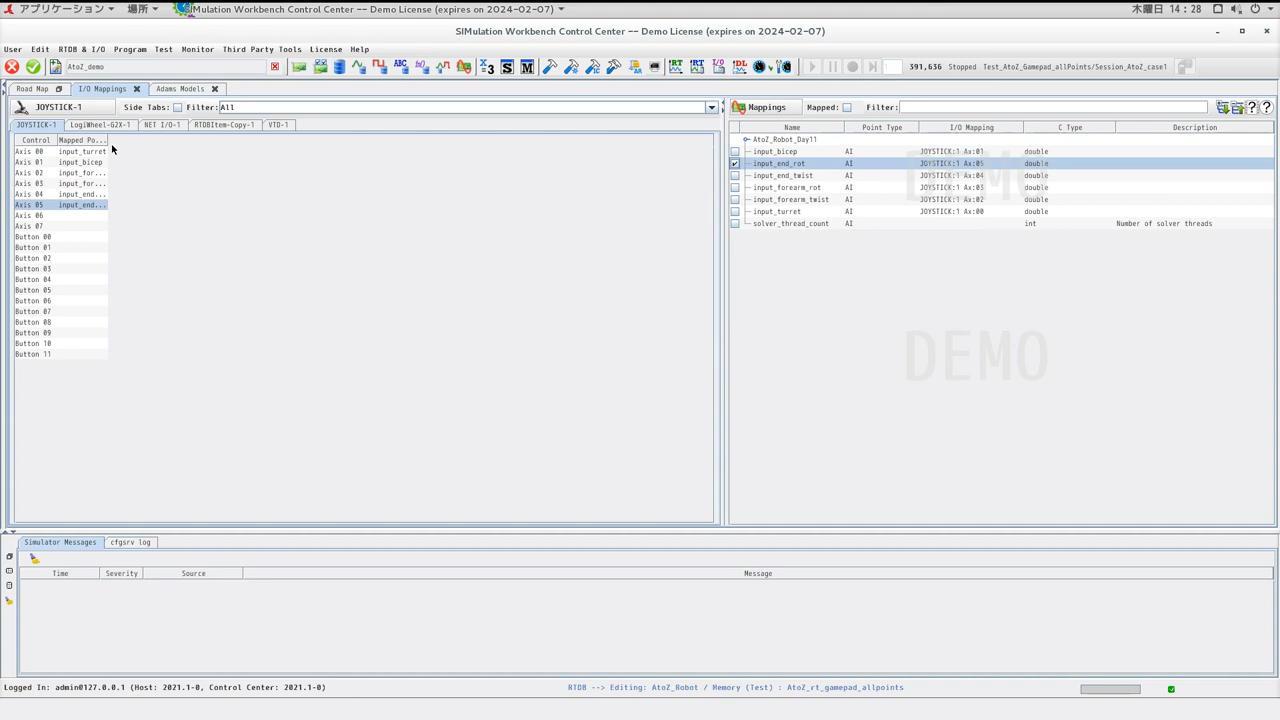 アプリケーション 場所 SIMulation Workbench Control Center -- Demo License (expires on 2024-02-07) 木曜日 14:28
SIMulation Workbench Control Center -- Demo License (expires on 2024-02-07)
User Edit RTDB & I/O Program Test Monitor Third Party Tools License Help
AtoZ_demo 391,636 Stopped Test_AtoZ_Gamepad_allPoints/Session_AtoZ_case1
Road Map I/O Mappings Adams Models
JOYSTICK-1 Side Tabs: Filter: All Mappings Mapped: Filter:
JOYSTICK-1 LogiWheel-G2X-1 NET I/O-1 RTDBItem-Copy-1 VTD-1
Name Point Type I/O Mapping C Type Description
Control Mapped Po...
AtoZ_Robot_Day11
Axis 00 input_turret
Axis 01 input_bicep
Axis 02 input_for...
Axis 03 input_for...
Axis 04 input_end...
Axis 05 input_end...
Axis 06
Axis 07
Button 00
Button 01
Button 02
Button 03
Button 04
Button 05
Button 06
Button 07
Button 08
Button 09
Button 10
Button 11
input_bicep AI JOYSTICK:1 Ax:01 double
input_end_rot AI JOYSTICK:1 Ax:05 double
input_end_twist AI JOYSTICK:1 Ax:04 double
input_forearm_rot AI JOYSTICK:1 Ax:03 double
input_forearm_twist AI JOYSTICK:1 Ax:02 double
input_turret AI JOYSTICK:1 Ax:00 double
solver_thread_count AI int Number of solver threads
DEMO
DEMO
Simulator Messages cfgsrv log
Time Severity Source Message
Logged In: admin@127.0.0.1 (Host: 2021.1-0, Control Center: 2021.1-0) RTDB --> Editing: AtoZ_Robot / Memory (Test) : AtoZ_rt_gamepad_allpoints